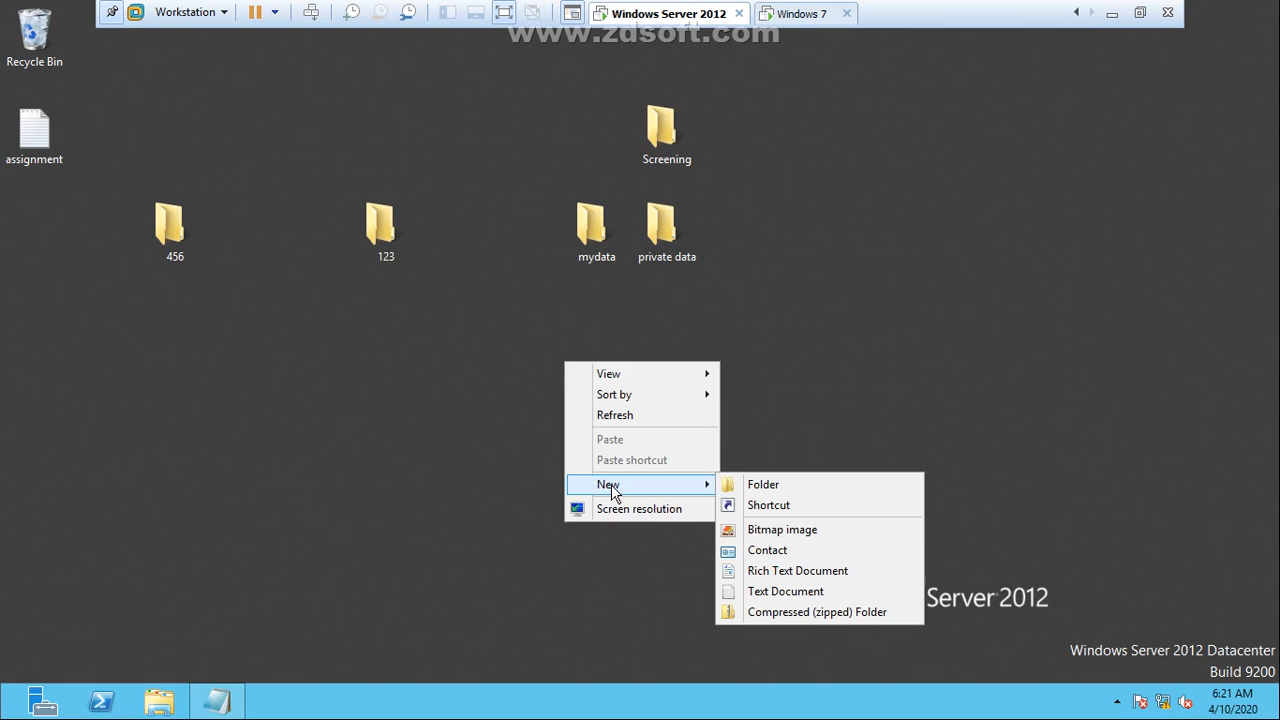 Workstation
Windows Server 2012
Windows 7
www.zdsoft.com
Recycle Bin
assignment
Screening
456
123
mydata
private data
View
Sort by
Refresh
Paste
Paste shortcut
New
Screen resolution
Folder
Shortcut
Bitmap image
Contact
Rich Text Document
Text Document
Compressed (zipped) Folder
Server 2012
Windows Server 2012 Datacenter
Build 9200
6:21 AM
4/10/2020